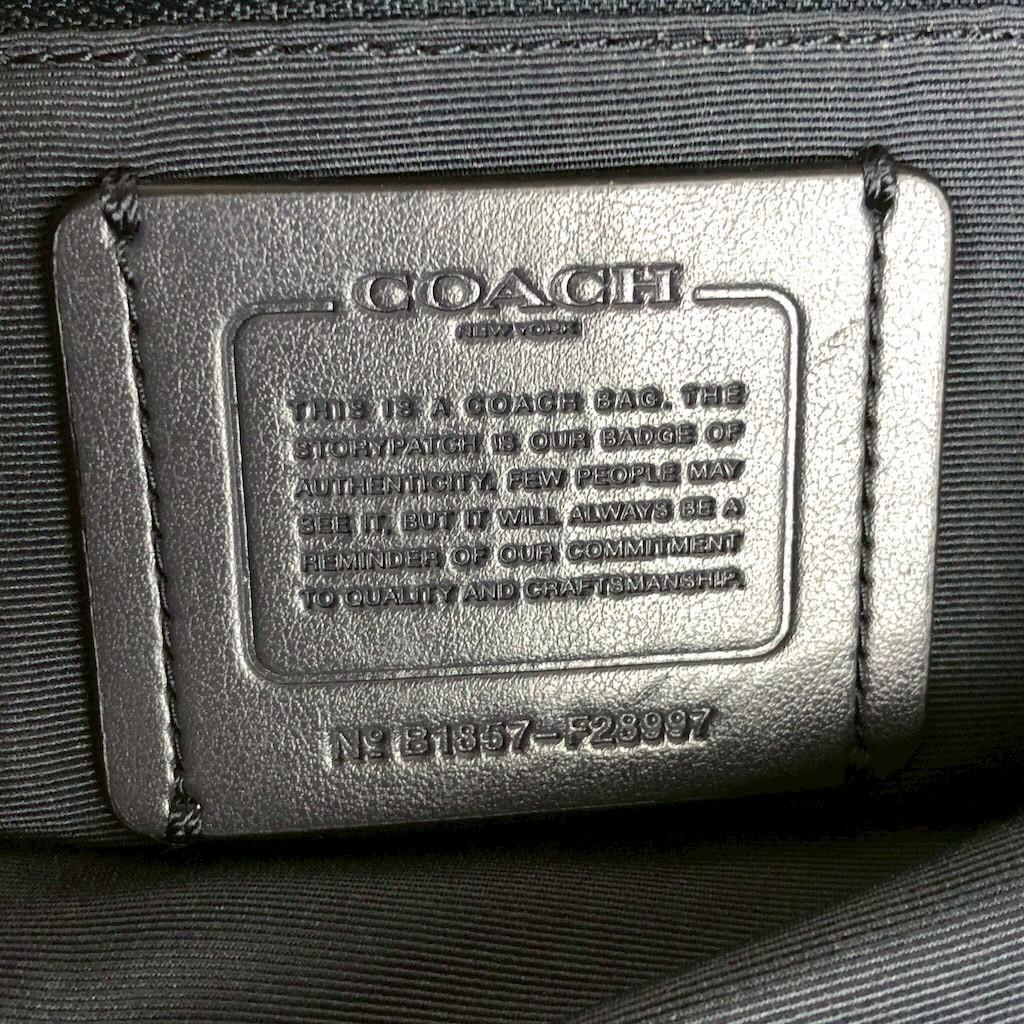 COACH
NEW YORK
THIS IS A COACH BAG. THE
STORYPATCH IS OUR BADGE OF
AUTHENTICITY. FEW PEOPLE MAY
SEE IT, BUT IT WILL ALWAYS BE A
REMINDER OF OUR COMMITMENT
TO QUALITY AND CRAFTSMANSHIP.
Nº B1857-F28997